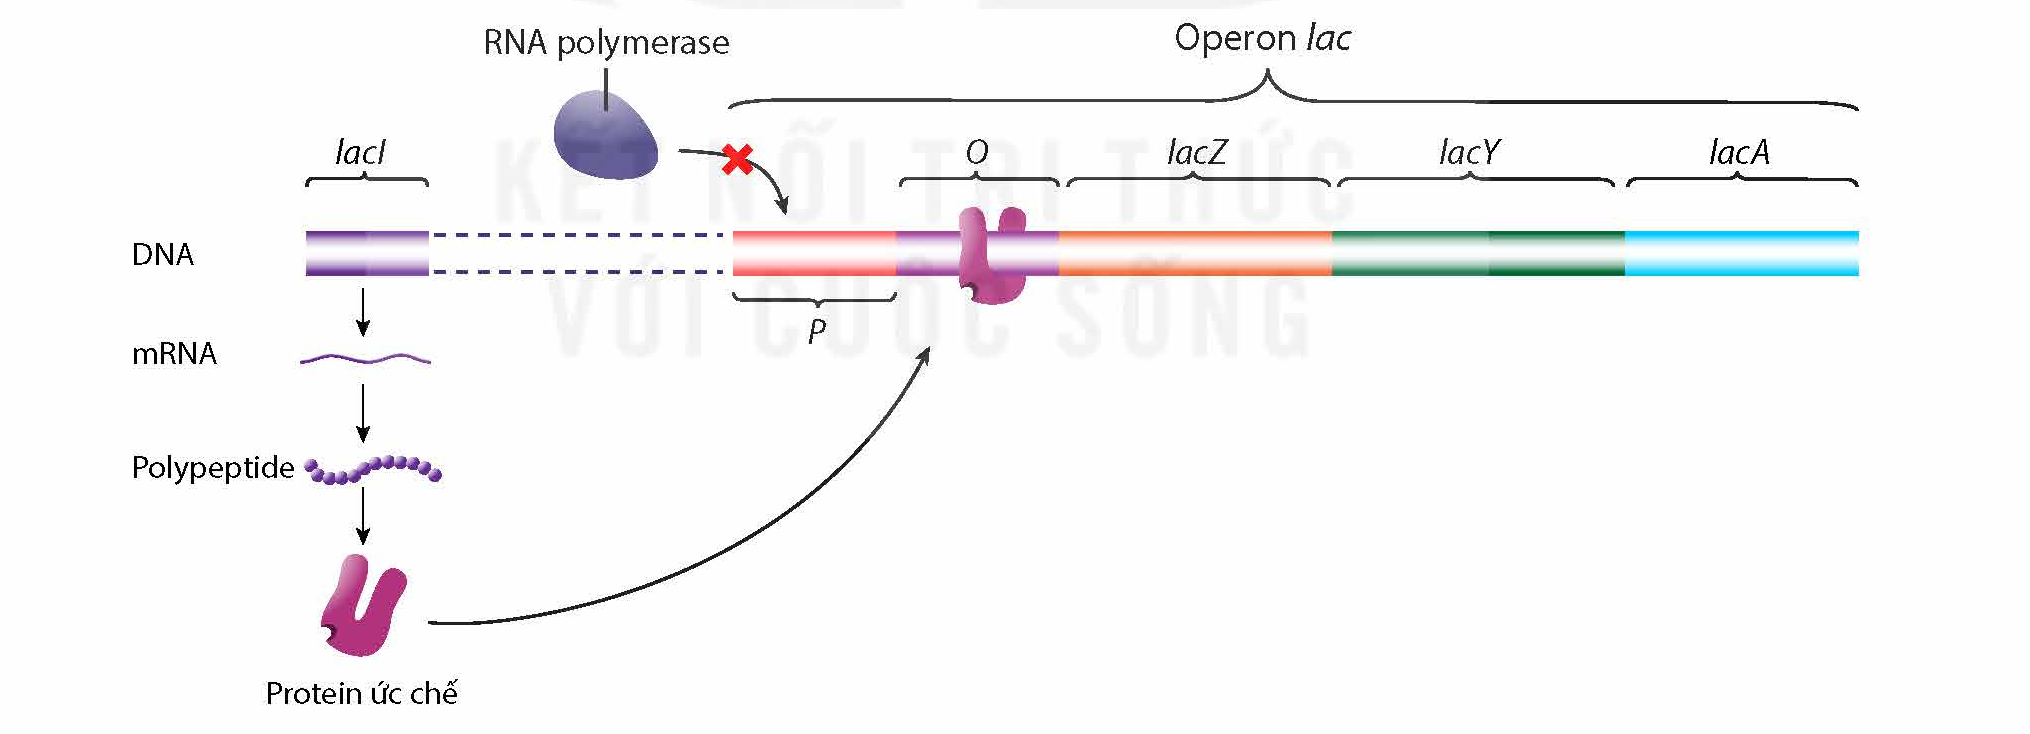 RNA polymerase
Operon lac
lacI
O
lacZ
lacY
lacA
DNA
P
mRNA
Polypeptide
Protein ức chế
KẾT NỐI TRI THỨC
VỚI CUỘC SỐNG